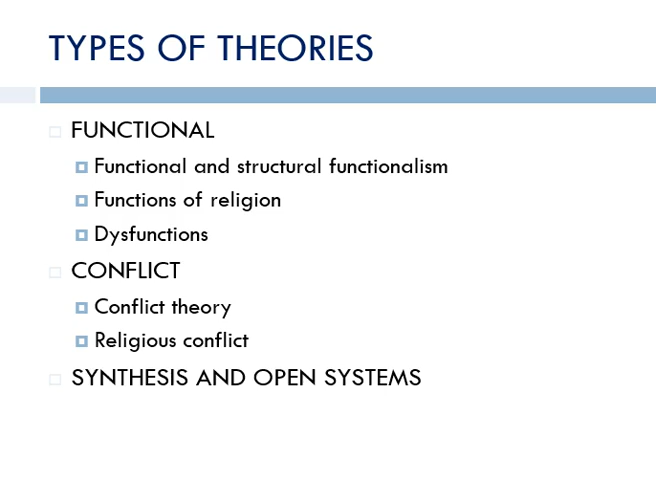 TYPES OF THEORIES
FUNCTIONAL
Functional and structural functionalism
Functions of religion
Dysfunctions
CONFLICT
Conflict theory
Religious conflict
SYNTHESIS AND OPEN SYSTEMS